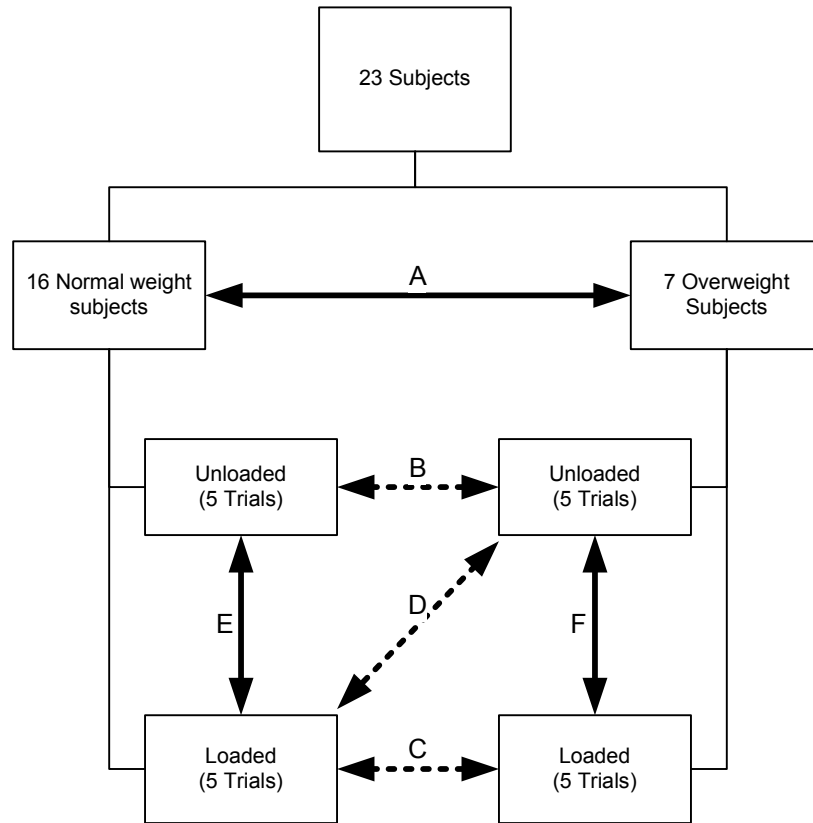 23 Subjects
16 Normal weight
subjects
A
7 Overweight
Subjects
Unloaded
(5 Trials)
B
Unloaded
(5 Trials)
E
D
F
Loaded
(5 Trials)
C
Loaded
(5 Trials)